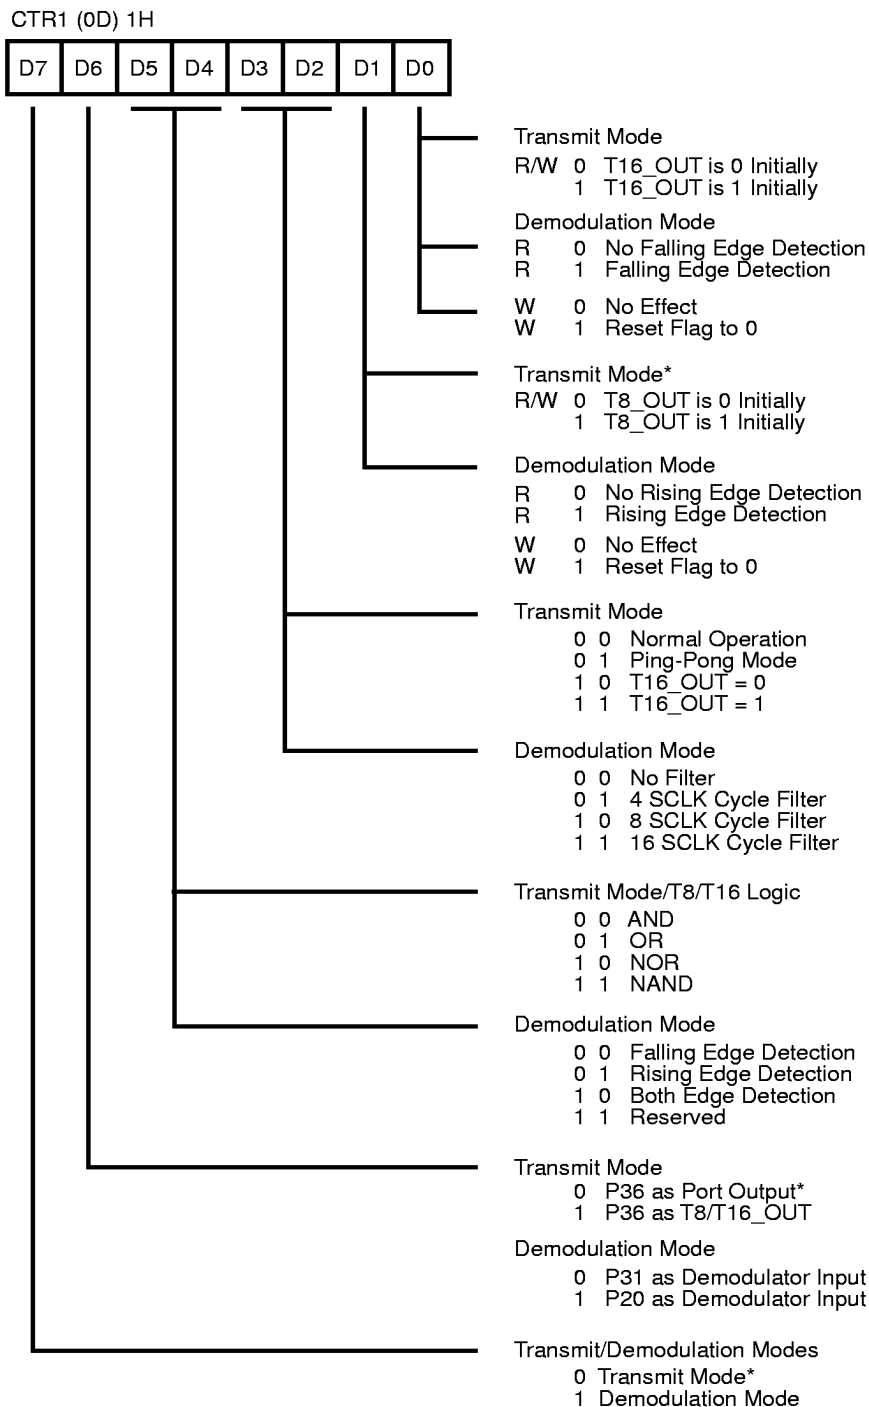 CTR1 (0D) 1H
D7 D6 D5 D4 D3 D2 D1 D0
Transmit Mode
R/W 0 T16_OUT is 0 Initially
1 T16_OUT is 1 Initially
Demodulation Mode
R 0 No Falling Edge Detection
R 1 Falling Edge Detection
W 0 No Effect
W 1 Reset Flag to 0
Transmit Mode*
R/W 0 T8_OUT is 0 Initially
1 T8_OUT is 1 Initially
Demodulation Mode
R 0 No Rising Edge Detection
R 1 Rising Edge Detection
W 0 No Effect
W 1 Reset Flag to 0
Transmit Mode
0 0 Normal Operation
0 1 Ping-Pong Mode
1 0 T16_OUT = 0
1 1 T16_OUT = 1
Demodulation Mode
0 0 No Filter
0 1 4 SCLK Cycle Filter
1 0 8 SCLK Cycle Filter
1 1 16 SCLK Cycle Filter
Transmit Mode/T8/T16 Logic
0 0 AND
0 1 OR
1 0 NOR
1 1 NAND
Demodulation Mode
0 0 Falling Edge Detection
0 1 Rising Edge Detection
1 0 Both Edge Detection
1 1 Reserved
Transmit Mode
0 P36 as Port Output*
1 P36 as T8/T16_OUT
Demodulation Mode
0 P31 as Demodulator Input
1 P20 as Demodulator Input
Transmit/Demodulation Modes
0 Transmit Mode*
1 Demodulation Mode